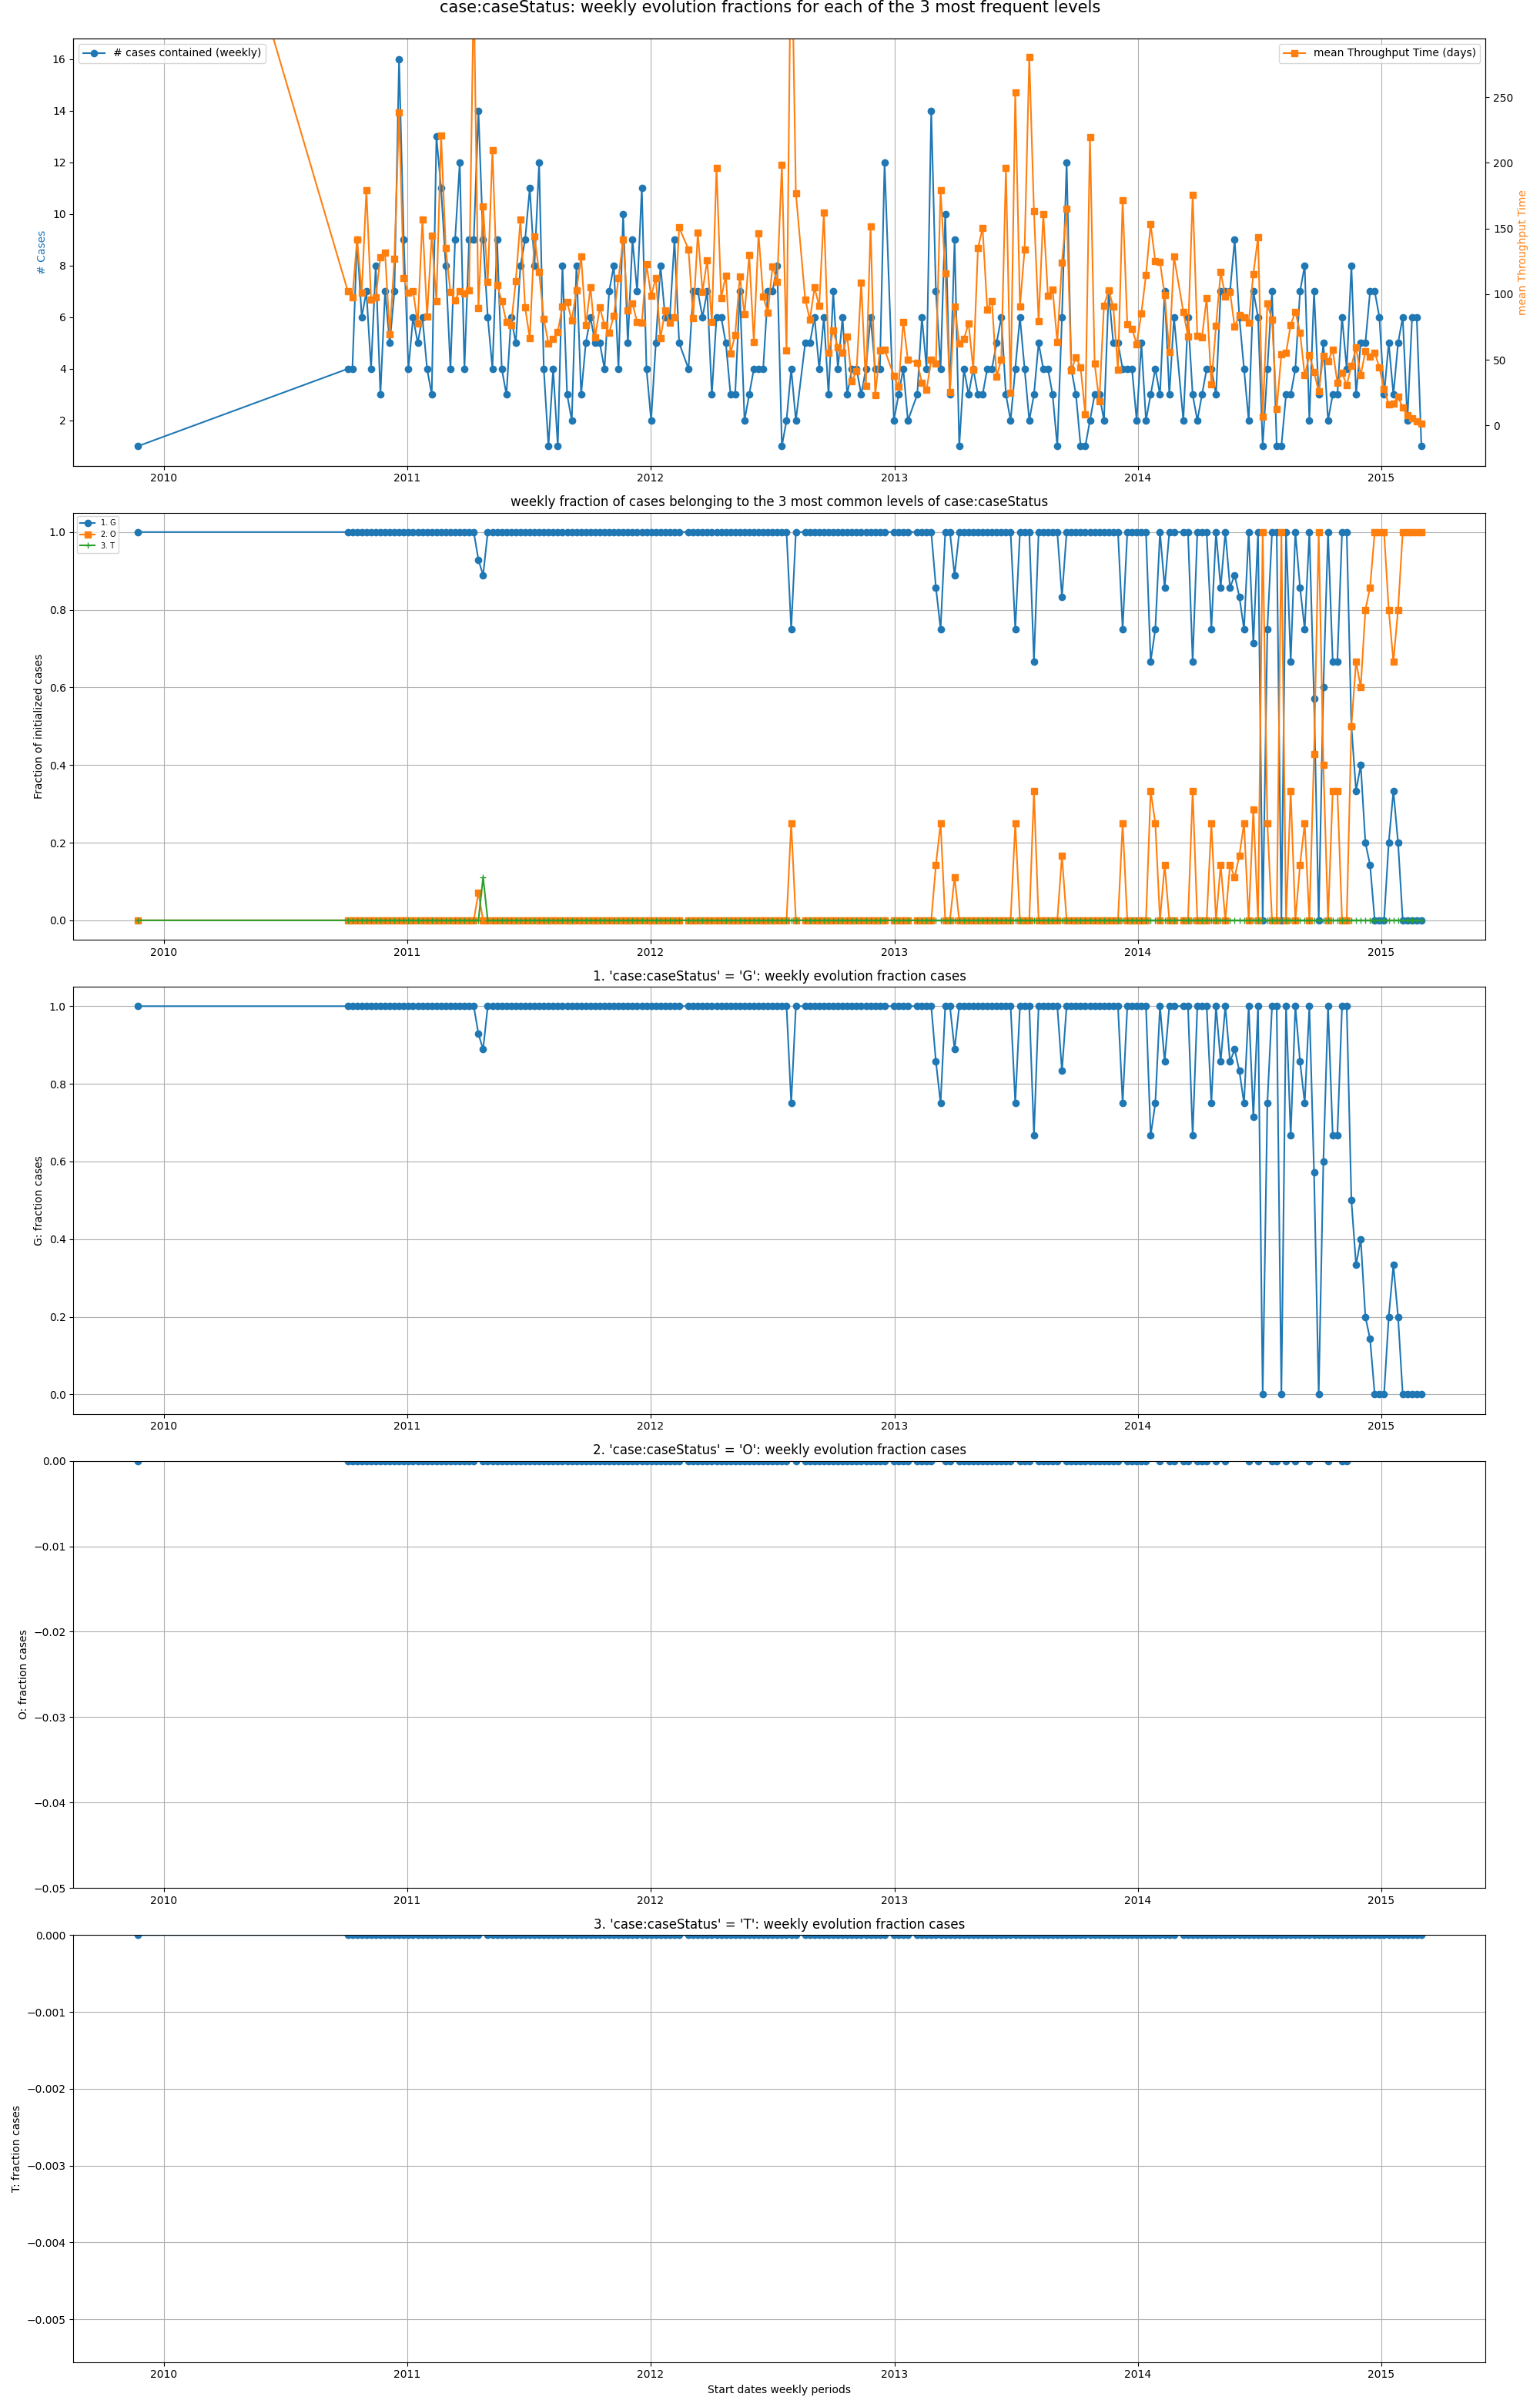 case:caseStatus: weekly evolution fractions for each of the 3 most frequent levels
# cases contained (weekly)
mean Throughput Time (days)
# Cases
mean Throughput Time
16
14
12
10
8
6
4
2
250
200
150
100
50
0
2010 2011 2012 2013 2014 2015
weekly fraction of cases belonging to the 3 most common levels of case:caseStatus
1. G
2. O
3. T
Fraction of initialized cases
1.0
0.8
0.6
0.4
0.2
0.0
2010 2011 2012 2013 2014 2015
1. 'case:caseStatus' = 'G': weekly evolution fraction cases
G: fraction cases
1.0
0.8
0.6
0.4
0.2
0.0
2010 2011 2012 2013 2014 2015
2. 'case:caseStatus' = 'O': weekly evolution fraction cases
O: fraction cases
0.00
−0.01
−0.02
−0.03
−0.04
−0.05
2010 2011 2012 2013 2014 2015
3. 'case:caseStatus' = 'T': weekly evolution fraction cases
T: fraction cases
0.000
−0.001
−0.002
−0.003
−0.004
−0.005
2010 2011 2012 2013 2014 2015
Start dates weekly periods